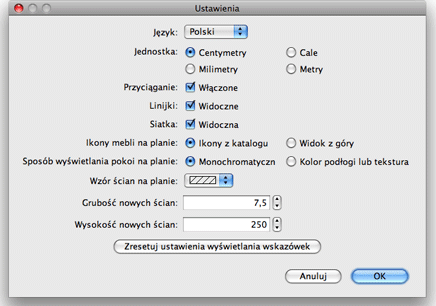 Ustawienia
Język: Polski
Jednostka: Centymetry Cale
Milimetry Metry
Przyciąganie: Włączone
Linijki: Widoczne
Siatka: Widoczna
Ikony mebli na planie: Ikony z katalogu Widok z góry
Sposób wyświetlania pokoi na planie: Monochromatyczn Kolor podłogi lub tekstura
Wzór ścian na planie:
Grubość nowych ścian: 7,5
Wysokość nowych ścian: 250
Zresetuj ustawienia wyświetlania wskazówek
Anuluj OK